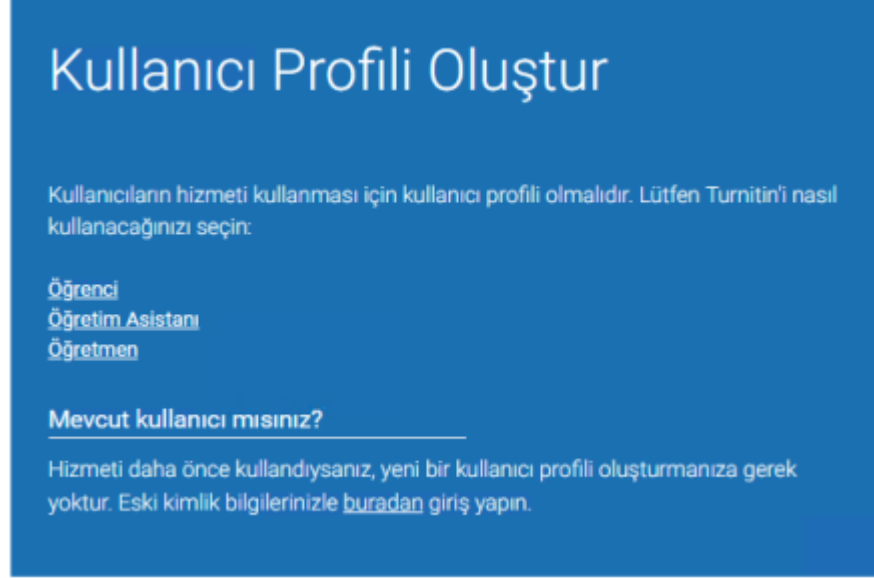 Kullanıcı Profili Oluştur
Kullanıcıların hizmeti kullanması için kullanıcı profili olmalıdır. Lütfen Turnitin'i nasıl
kullanacağınızı seçin:
Öğrenci
Öğretim Asistanı
Öğretmen
Mevcut kullanıcı mısınız?
Hizmeti daha önce kullandıysanız, yeni bir kullanıcı profili oluşturmanıza gerek
yoktur. Eski kimlik bilgilerinizle buradan giriş yapın.